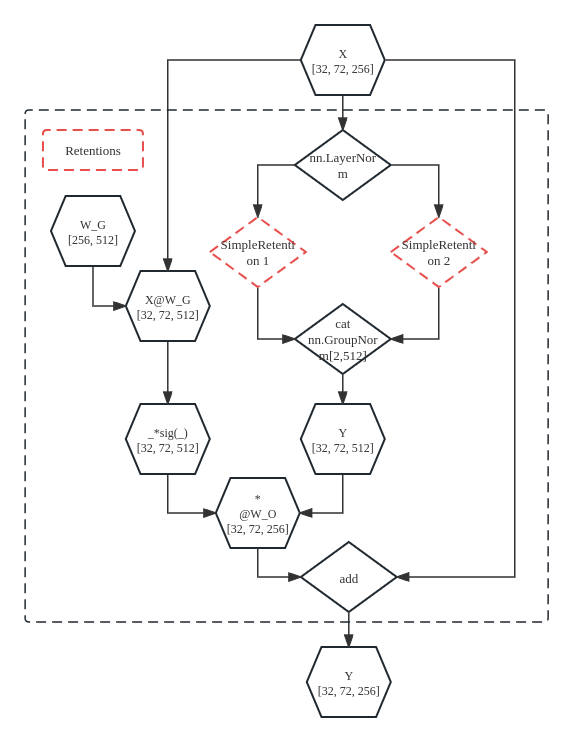 X
[32, 72, 256]
Retentions
nn.LayerNor
m
W_G
[256, 512]
SimpleRetenti
on 1
SimpleRetenti
on 2
X@W_G
[32, 72, 512]
cat
nn.GroupNor
m[2,512]
_*sig(_)
[32, 72, 512]
Y
[32, 72, 512]
*
@W_O
[32, 72, 256]
add
Y
[32, 72, 256]